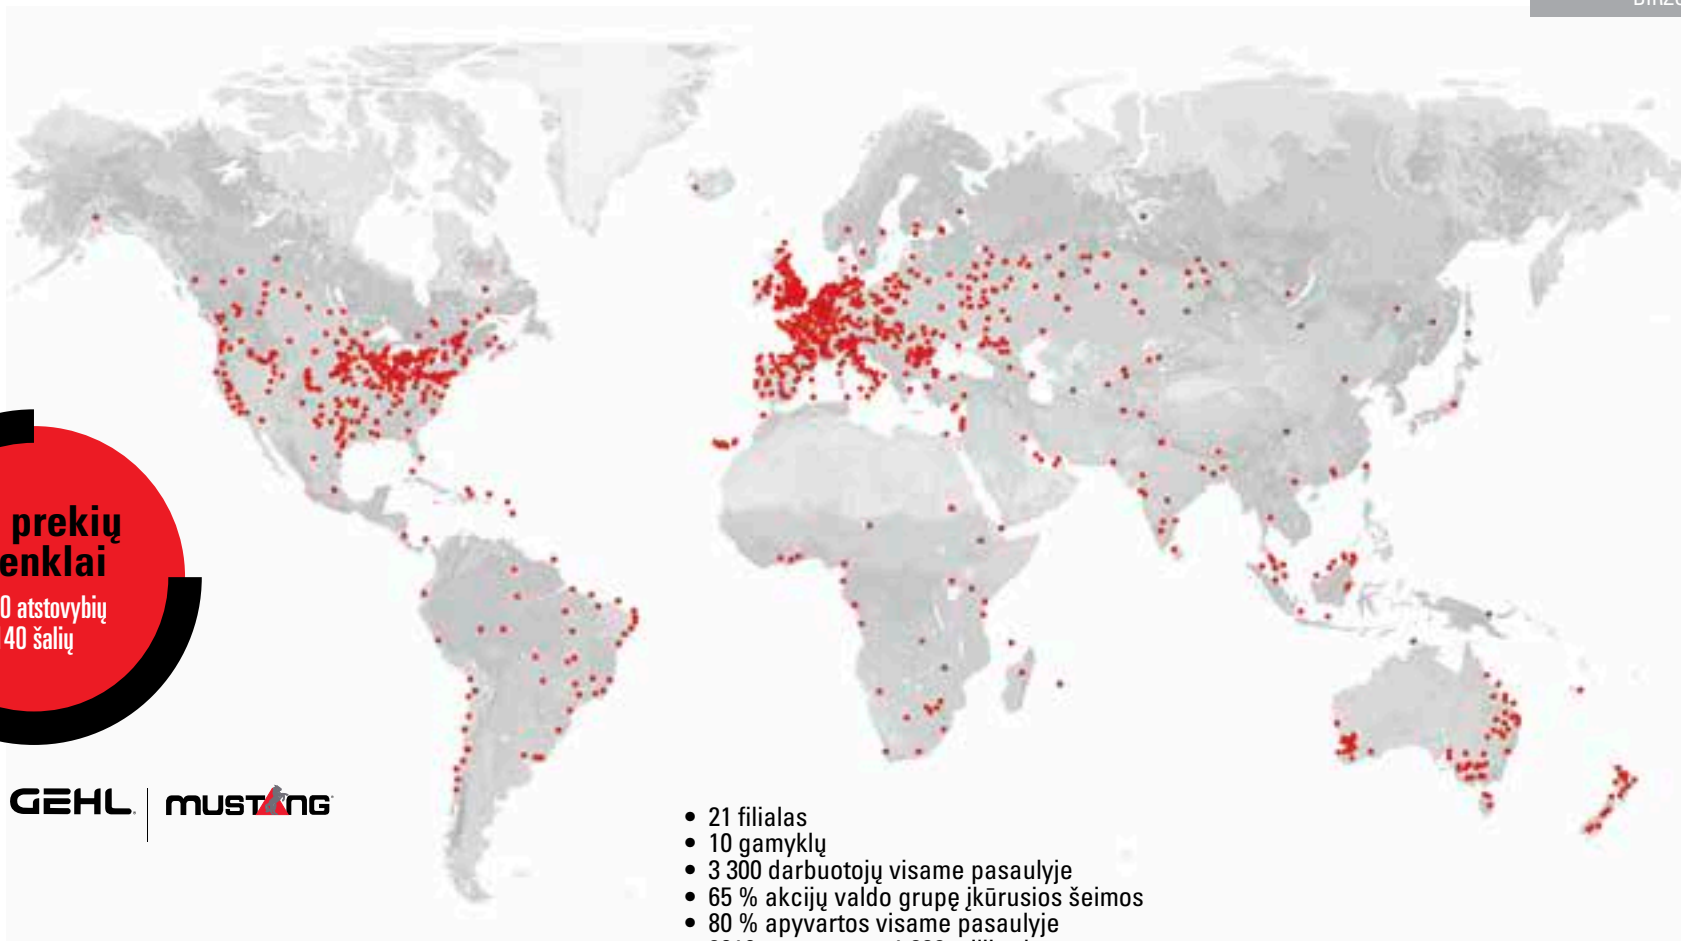 prekių
enklai
0 atstovybių
140 šalių
GEHL
MUSTANG
• 21 filialas
• 10 gamyklų
• 3 300 darbuotojų visame pasaulyje
• 65 % akcijų valdo grupę įkūrusios šeimos
• 80 % apyvartos visame pasaulyje